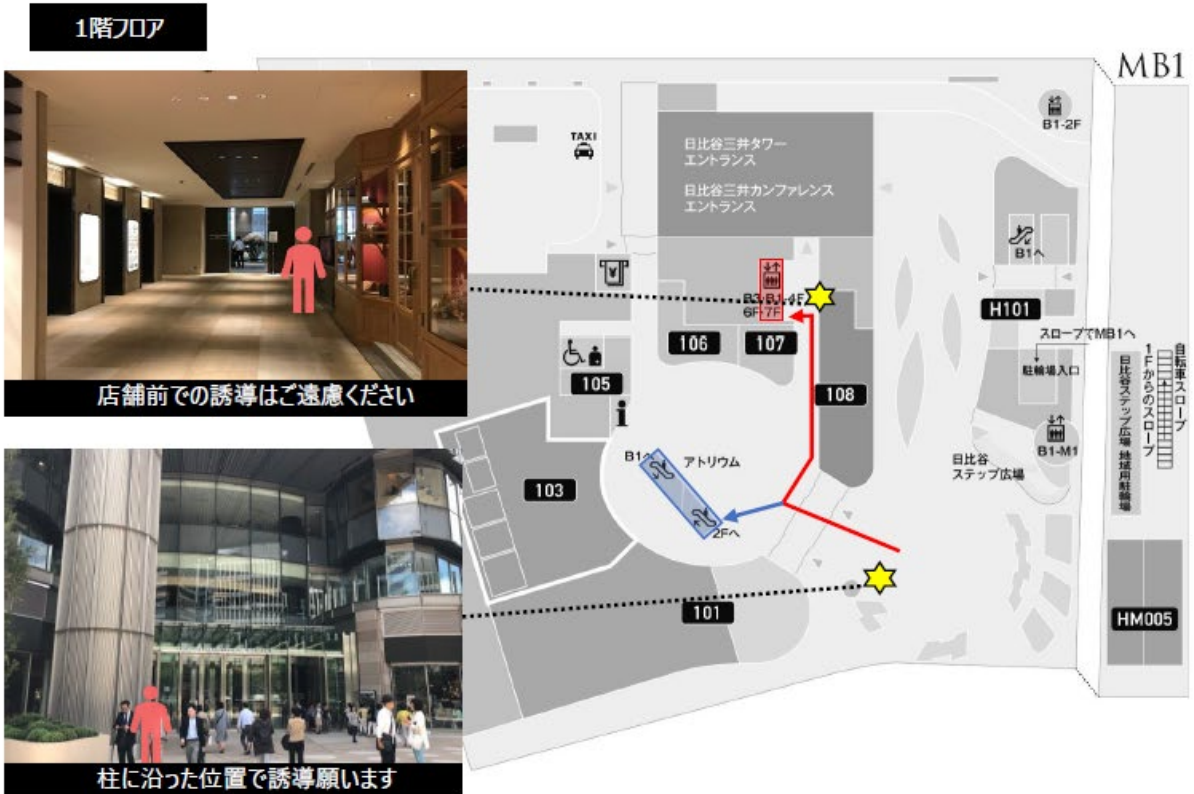 1階フロア
MB1
TAXI
B1-2F
日比谷三井タワー
エントランス
日比谷三井カンファレンス
エントランス
B1へ
B3・B1-4F
6F・7F
H101
スロープでMB1へ
106
107
駐輪場入口
105
108
店舗前での誘導はご遠慮ください
i
B1へ
アトリウム
B1-M1
日比谷
ステップ広場
103
2Fへ
自転車スロープ
1Fからのスロープ
日比谷ステップ広場 地域用駐輪場
101
HM005
柱に沿った位置で誘導願います